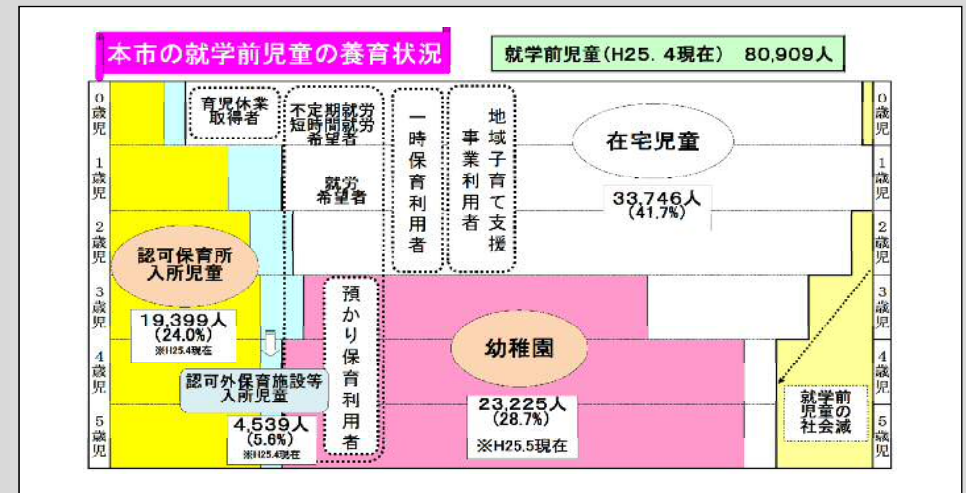 本市の就学前児童の養育状況
就学前児童(H25. 4現在) 80,909人
0歳児
1歳児
2歳児
3歳児
4歳児
5歳児
育児休業
取得者
不定期就労
短時間就労
希望者
就労
希望者
一時保育利用者
地域子育て支援
事業利用者
在宅児童
33,746人
(41.7%)
認可保育所
入所児童
19,399人
(24.0%)
※H25.4現在
認可外保育施設等
入所児童
4,539人
(5.6%)
※H25.4現在
預かり保育利用者
幼稚園
23,225人
(28.7%)
※H25.5現在
就学前
児童の
社会減
0歳児
1歳児
2歳児
3歳児
4歳児
5歳児